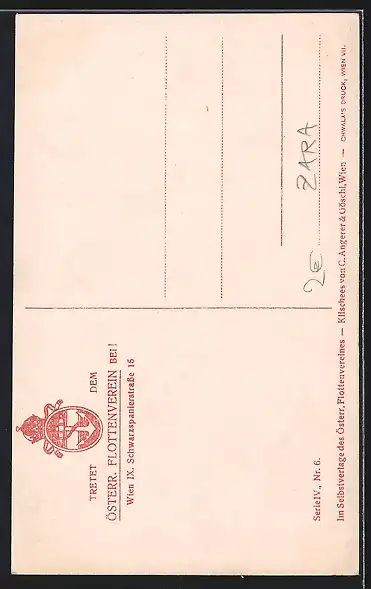 TRETET DEM
ÖSTERR. FLOTTENVEREIN BEI!
Wien IX. Schwarzspanierstraße 15
ZARA
2€
Serie IV., Nr. 6.
Im Selbstverlage des Österr. Flottenvereines — Klischees von C. Angerer & Göschl, Wien — CHWALA'S DRUCK, WIEN VII.